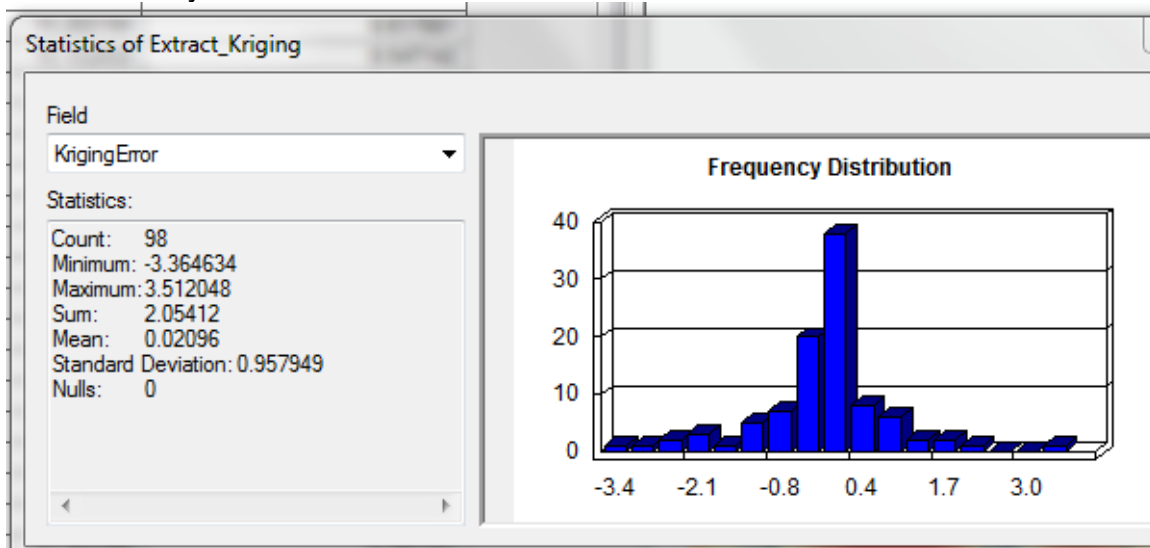 Statistics of Extract_Kriging
Field
KrigingError
Statistics:
Count: 98
Minimum: -3.364634
Maximum: 3.512048
Sum: 2.05412
Mean: 0.02096
Standard Deviation: 0.957949
Nulls: 0
Frequency Distribution
40
30
20
10
0
-3.4 -2.1 -0.8 0.4 1.7 3.0